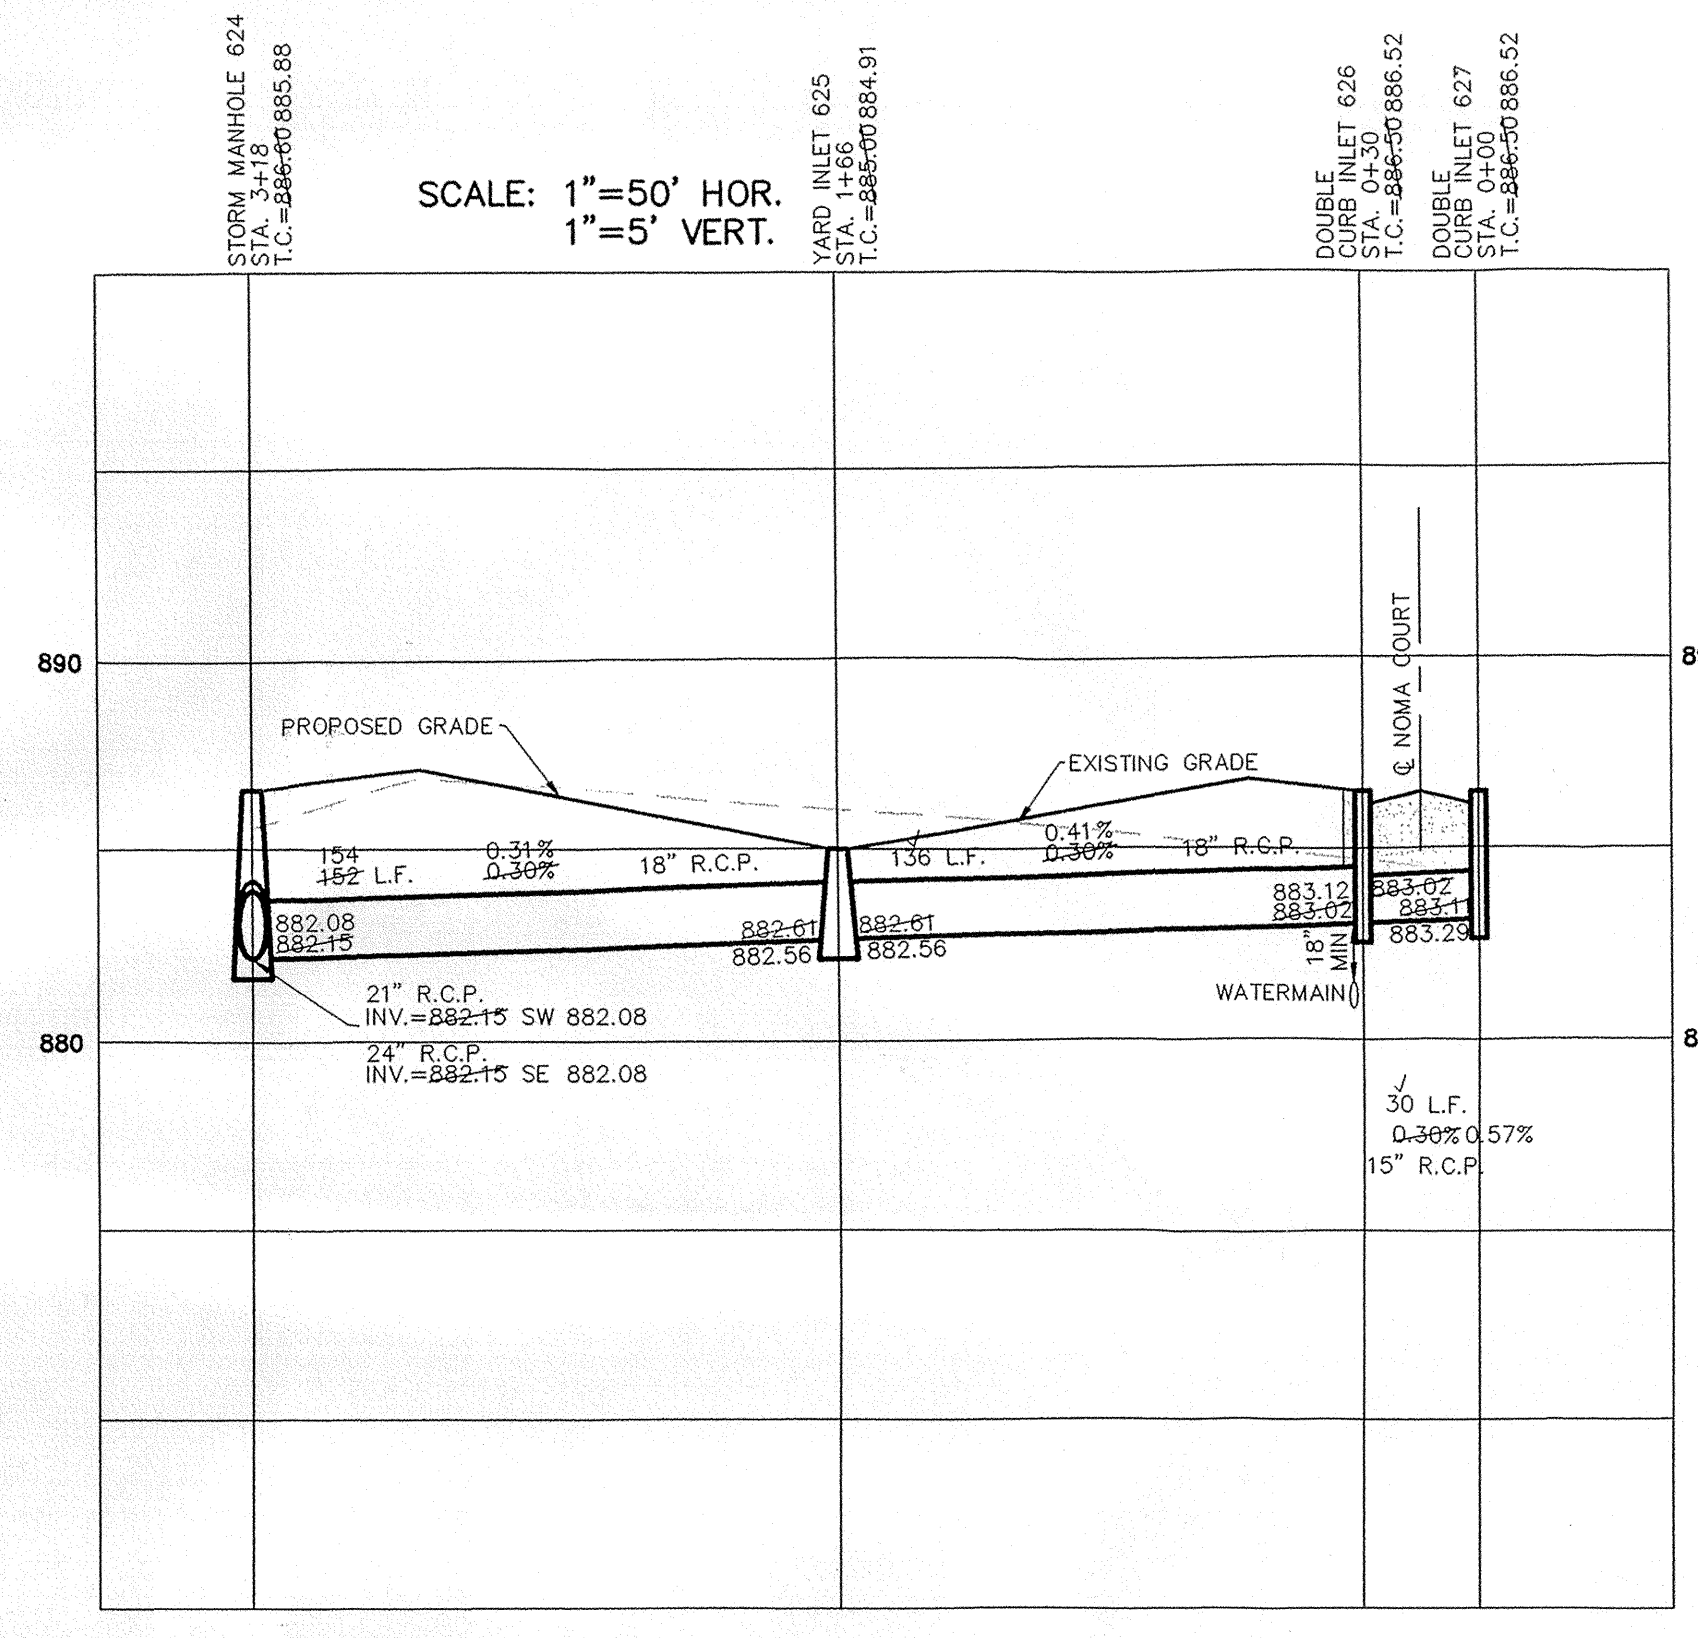 STORM MANHOLE 624
STA. 3+18
T.C.=886.60 885.88
SCALE: 1"=50' HOR.
1"=5' VERT.
YARD INLET 625
STA. 1+66
T.C.=885.00 884.91
DOUBLE
CURB INLET 626
STA. 0+30
T.C.=886.50 886.52
DOUBLE
CURB INLET 627
STA. 0+00
T.C.=886.50 886.52
890
℄ NOMA COURT
PROPOSED GRADE
EXISTING GRADE
154
152 L.F.
0.31%
0.30%
18" R.C.P.
136 L.F.
0.41%
0.30%
18" R.C.P.
882.08
882.15
882.61
882.56
882.61
882.56
883.12
883.02
883.02
883.11
883.29
18"
MIN
WATERMAIN
21" R.C.P.
INV.=882.15 SW 882.08
24" R.C.P.
INV.=882.15 SE 882.08
880
8
30 L.F.
0.30% 0.57%
15" R.C.P.